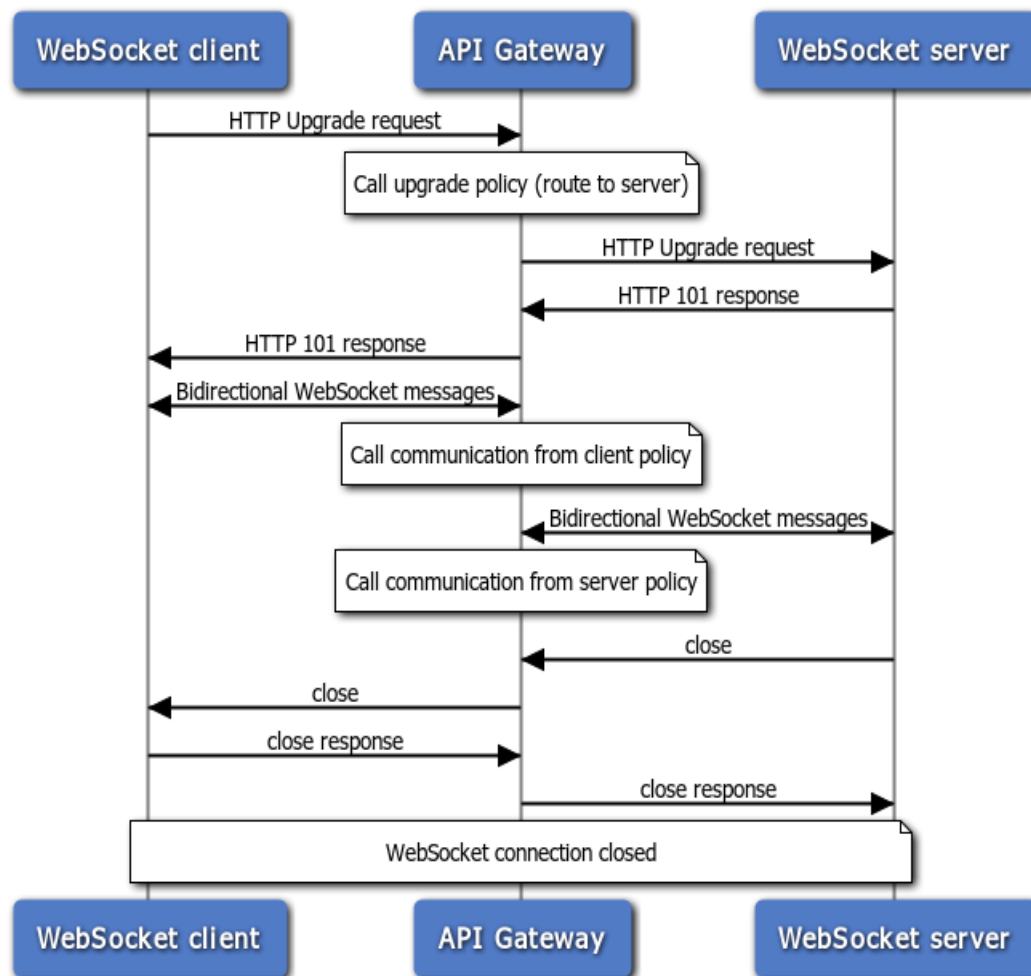 WebSocket client
API Gateway
WebSocket server
HTTP Upgrade request
Call upgrade policy (route to server)
HTTP Upgrade request
HTTP 101 response
HTTP 101 response
Bidirectional WebSocket messages
Call communication from client policy
Bidirectional WebSocket messages
Call communication from server policy
close
close
close response
close response
WebSocket connection closed
WebSocket client
API Gateway
WebSocket server